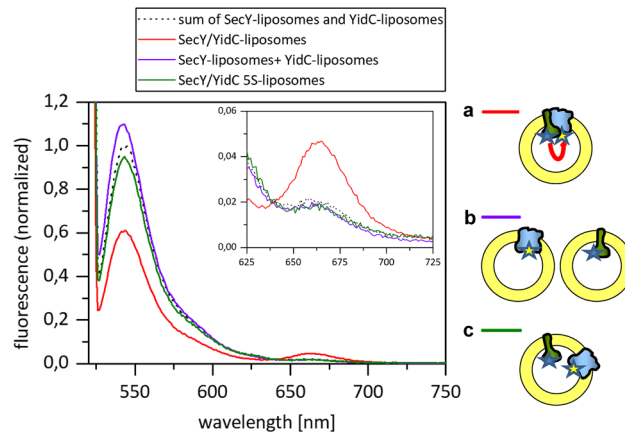 sum of SecY-liposomes and YidC-liposomes
SecY/YidC-liposomes
SecY-liposomes+ YidC-liposomes
SecY/YidC 5S-liposomes
fluorescence (normalized)
1,2
1,0
0,8
0,6
0,4
0,2
0,0
0,06
0,04
0,02
0,00
625
650
675
700
725
550
600
650
700
750
wavelength [nm]
a
b
c